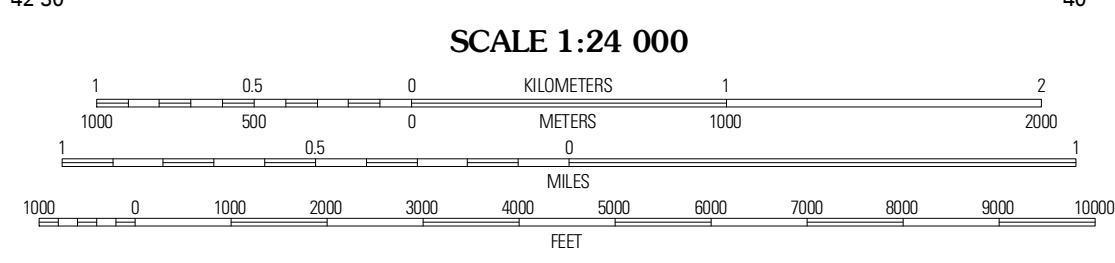 42'30"
40'
SCALE 1:24 000
1 0.5 0 KILOMETERS 1 2
1000 500 0 METERS 1000 2000
1 0.5 0 1
MILES
1000 0 1000 2000 3000 4000 5000 6000 7000 8000 9000 10000
FEET